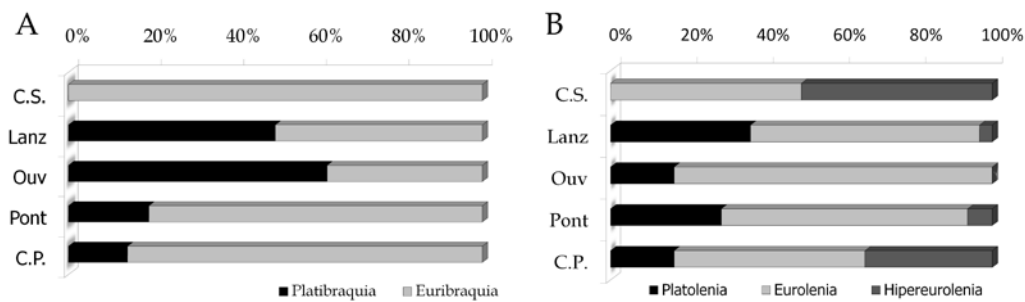 A
0% 20% 40% 60% 80% 100%
C.S.
Lanz
Ouv
Pont
C.P.
Platibraquia Euribraquia
B
0% 20% 40% 60% 80% 100%
C.S.
Lanz
Ouv
Pont
C.P.
Platolenia Eurolenia Hipereurolenia